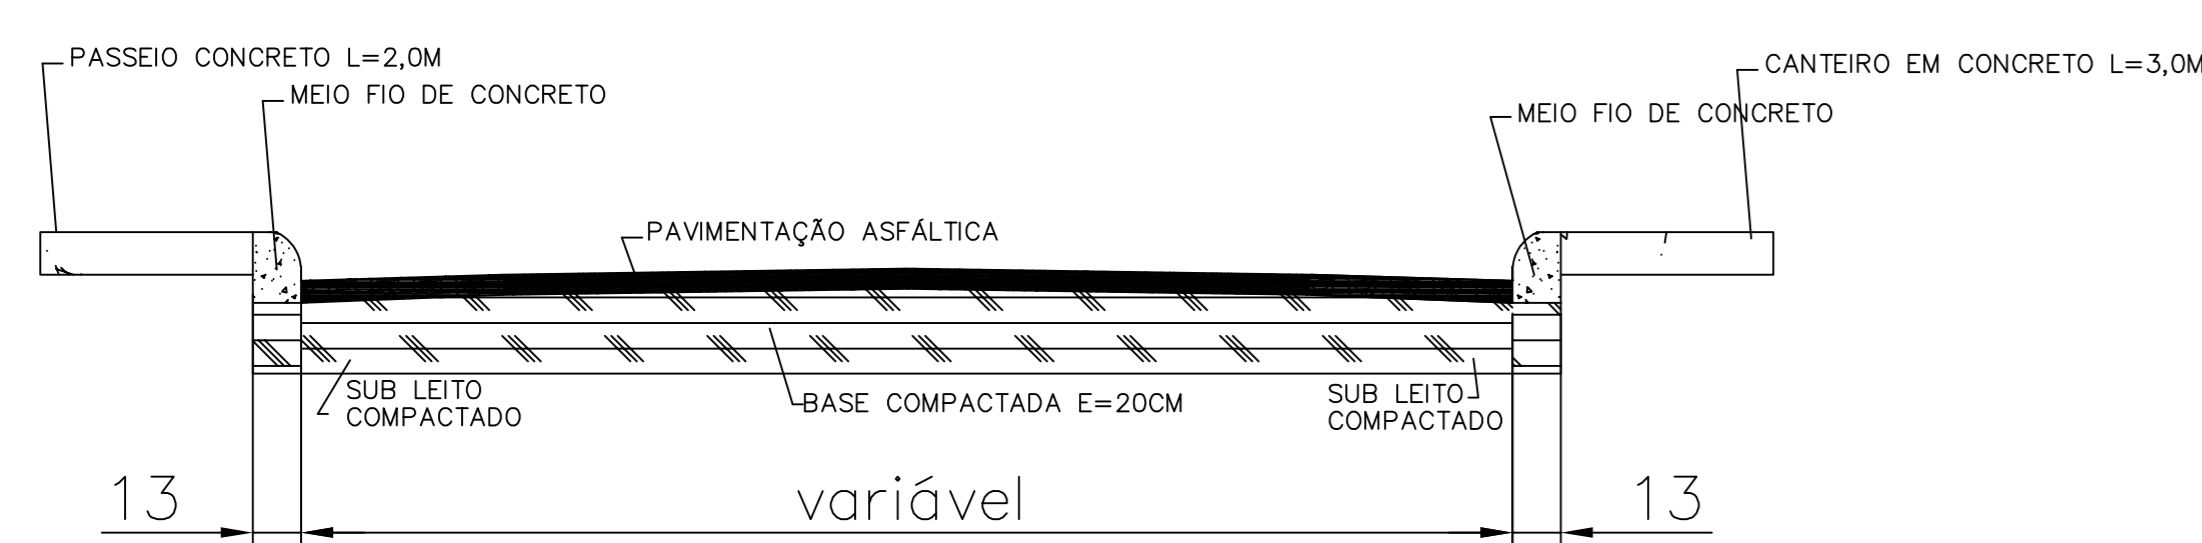 PASSEIO CONCRETO L=2,0M
CANTEIRO EM CONCRETO L=3,0M
MEIO FIO DE CONCRETO
MEIO FIO DE CONCRETO
PAVIMENTAÇÃO ASFÁLTICA
SUB LEITO
COMPACTADO
BASE COMPACTADA E=20CM
SUB LEITO
COMPACTADO
13
variável
13